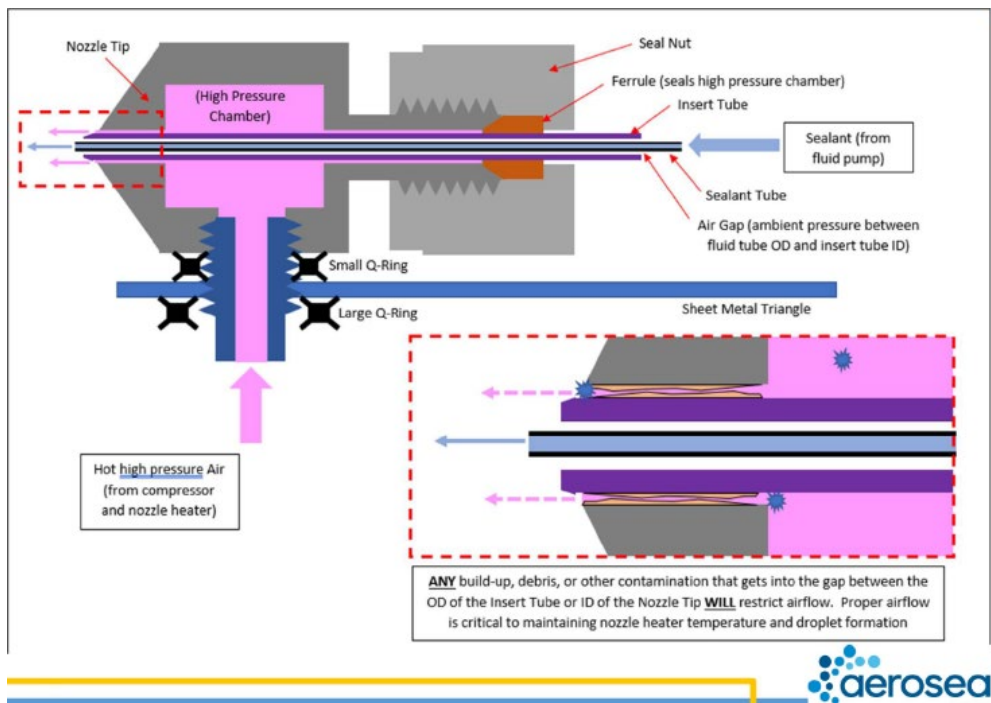 Nozzle Tip
Seal Nut
Ferrule (seals high pressure chamber)
(High Pressure
Chamber)
Insert Tube
Sealant (from
fluid pump)
Sealant Tube
Air Gap (ambient pressure between
fluid tube OD and insert tube ID)
Small Q-Ring
Large Q-Ring
Sheet Metal Triangle
Hot high pressure Air
(from compressor
and nozzle heater)
ANY build-up, debris, or other contamination that gets into the gap between the
OD of the Insert Tube or ID of the Nozzle Tip WILL restrict airflow. Proper airflow
is critical to maintaining nozzle heater temperature and droplet formation
aerosea